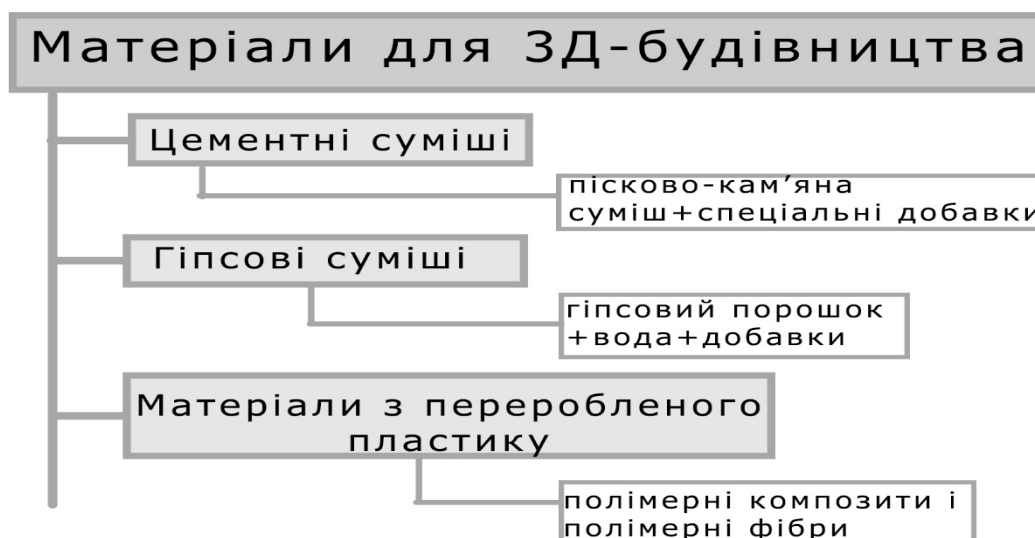 Матеріали для 3Д-будівництва
Цементні суміші
пісково-кам’яна
суміш+спеціальні добавки
Гіпсові суміші
гіпсовий порошок
+вода+добавки
Матеріали з переробленого
пластику
полімерні композити і
полімерні фібри